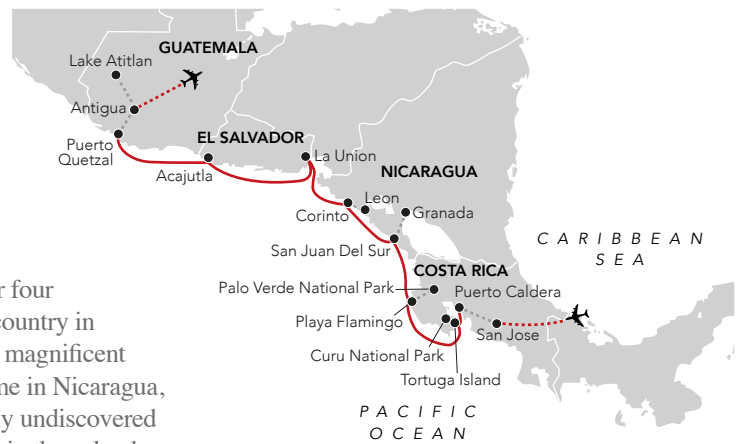 GUATEMALA
Lake Atitlan
Antigua
Puerto
Quetzal
EL SALVADOR
Acajutla
La Union
NICARAGUA
Leon
Corinto
Granada
San Juan Del Sur
CARIBBEAN
SEA
COSTA RICA
Palo Verde National Park
Puerto Caldera
Playa Flamingo
San Jose
Curu National Park
Tortuga Island
PACIFIC
OCEAN
r four
country in
magnificent
me in Nicaragua,
y undiscovered